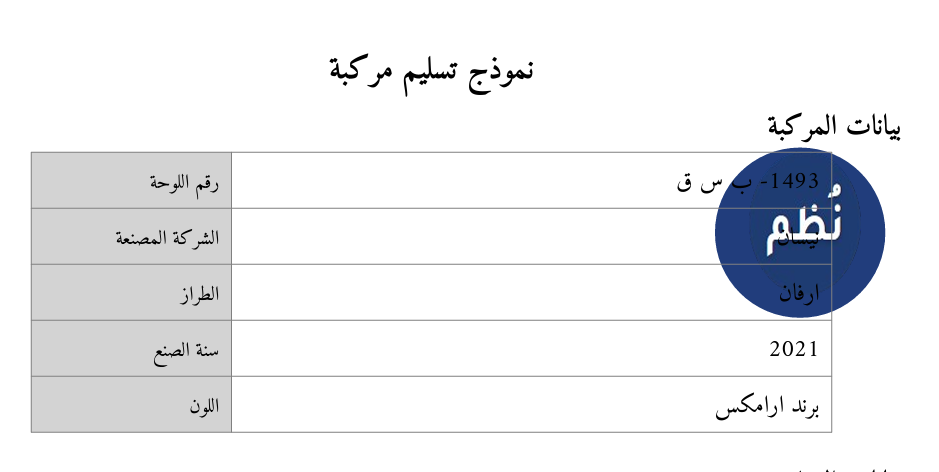 نموذج تسليم مركبة
بيانات المركبة
رقم اللوحة 1493- ب س ق
نُظم
الشركة المصنعة نيسان
الطراز ارفان
سنة الصنع 2021
اللون برند ارامكس